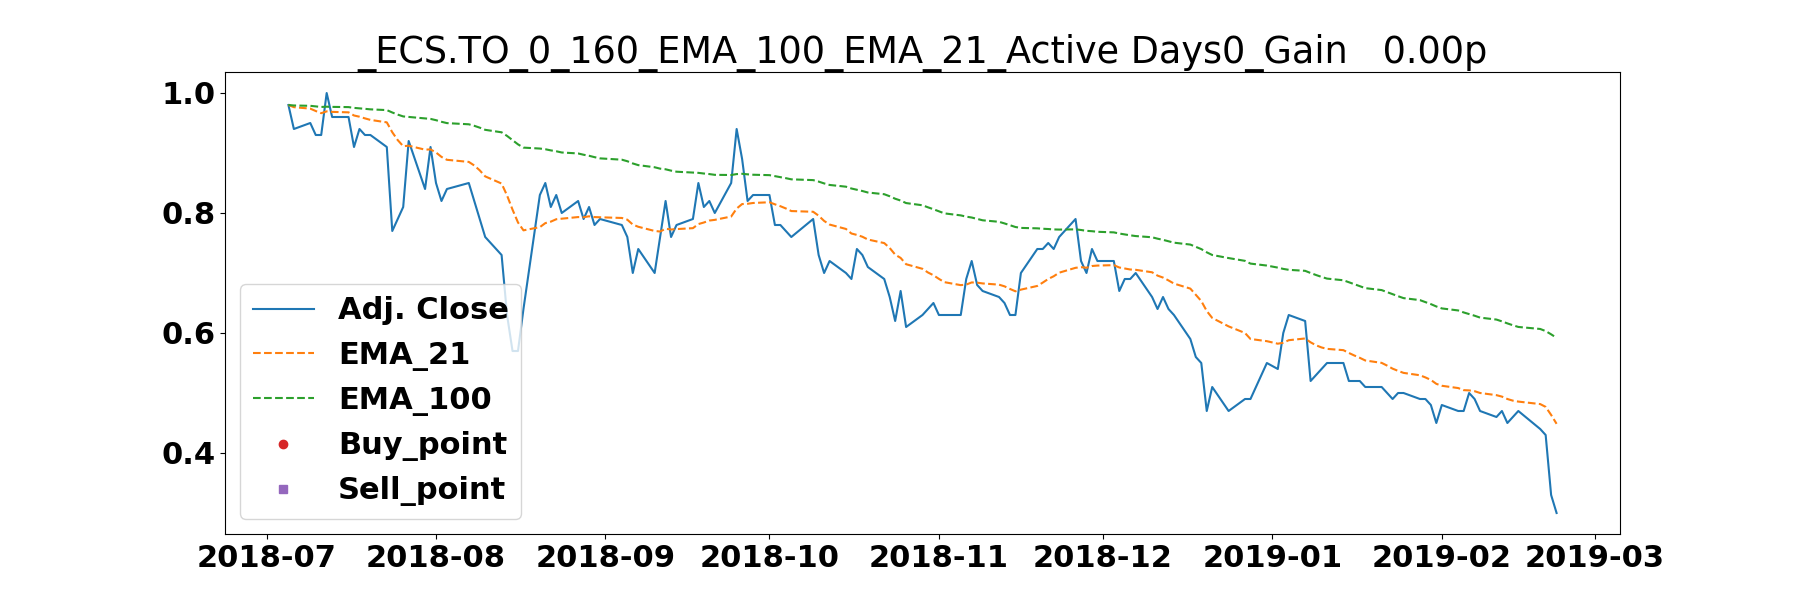 _ECS.TO_0_160_EMA_100_EMA_21_Active Days0_Gain   0.00p
1.0
0.8
0.6
0.4
Adj. Close
EMA_21
EMA_100
Buy_point
Sell_point
2018-07 2018-08 2018-09 2018-10 2018-11 2018-12 2019-01 2019-02 2019-03